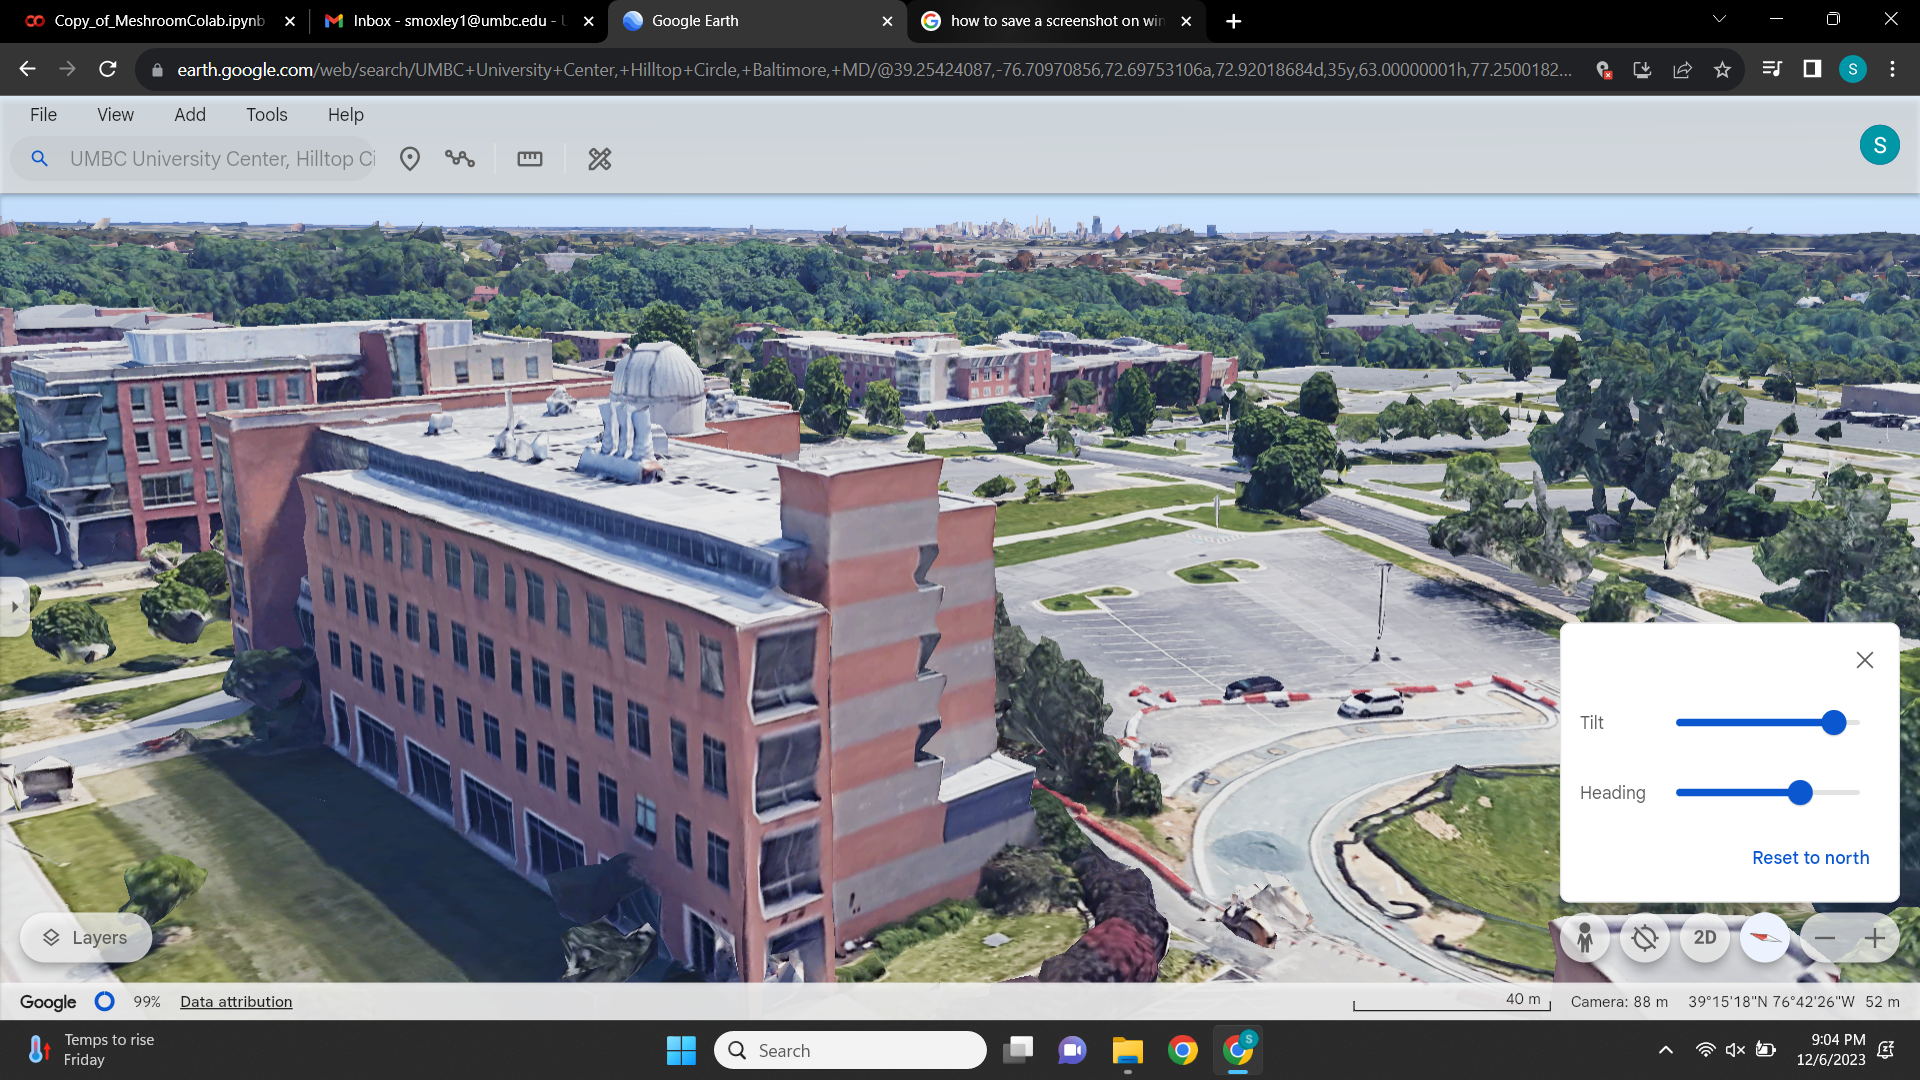 Copy_of_MeshroomColab.ipynb
Inbox - smoxley1@umbc.edu - U
Google Earth
how to save a screenshot on win
earth.google.com/web/search/UMBC+University+Center,+Hilltop+Circle,+Baltimore,+MD/@39.25424087,-76.70970856,72.69753106a,72.92018684d,35y,63.00000001h,77.2500182...
S
File View Add Tools Help
UMBC University Center, Hilltop Ci
S
Tilt
Heading
Reset to north
Layers
2D
Google 99% Data attribution
40 m Camera: 88 m 39°15'18"N 76°42'26"W 52 m
Temps to rise
Friday
Search
S
9:04 PM
12/6/2023